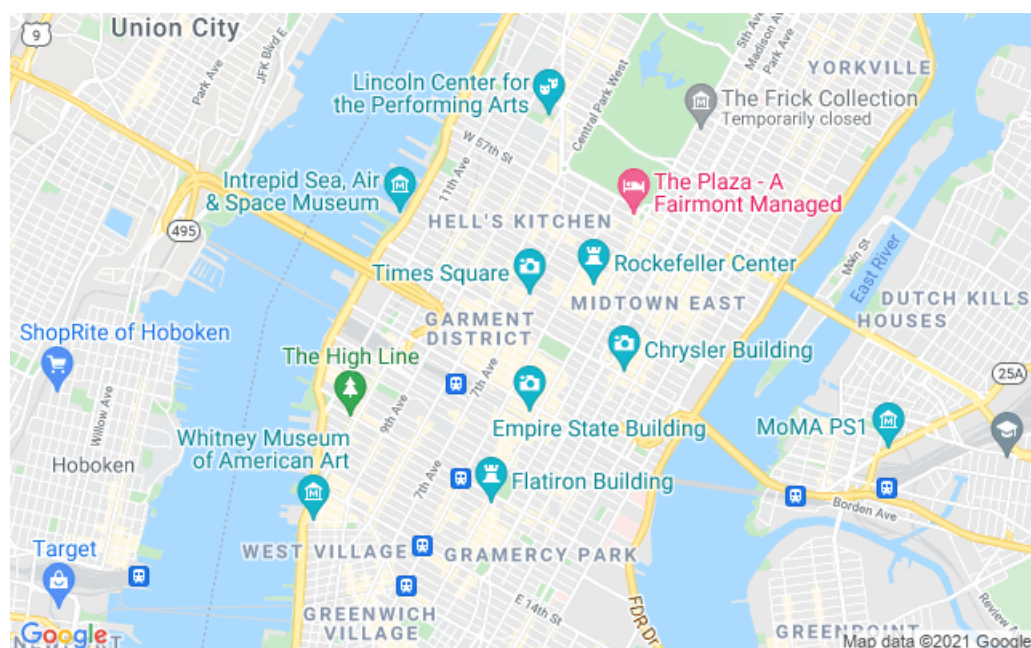 9
Union City
JFK Blvd E
Park Ave
5th Ave
Madison Ave
Park Ave
YORKVILLE
Lincoln Center for
the Performing Arts
Central Park West
The Frick Collection
Temporarily closed
W 57th St
11th Ave
Intrepid Sea, Air
& Space Museum
The Plaza - A
Fairmont Managed
495
HELL'S KITCHEN
Times Square
Rockefeller Center
Main St
East River
MIDTOWN EAST
DUTCH KILLS
HOUSES
GARMENT
DISTRICT
ShopRite of Hoboken
The High Line
7th Ave
Chrysler Building
25A
9th Ave
Willow Ave
Empire State Building
MoMA PS1
Whitney Museum
of American Art
Hoboken
7th Ave
Flatiron Building
Borden Ave
Target
WEST VILLAGE
GRAMERCY PARK
GREENWICH
VILLAGE
E 14th St
FDR Dr
Review Ave
GREENPOINT
Google
NEWPORT
Map data ©2021 Google